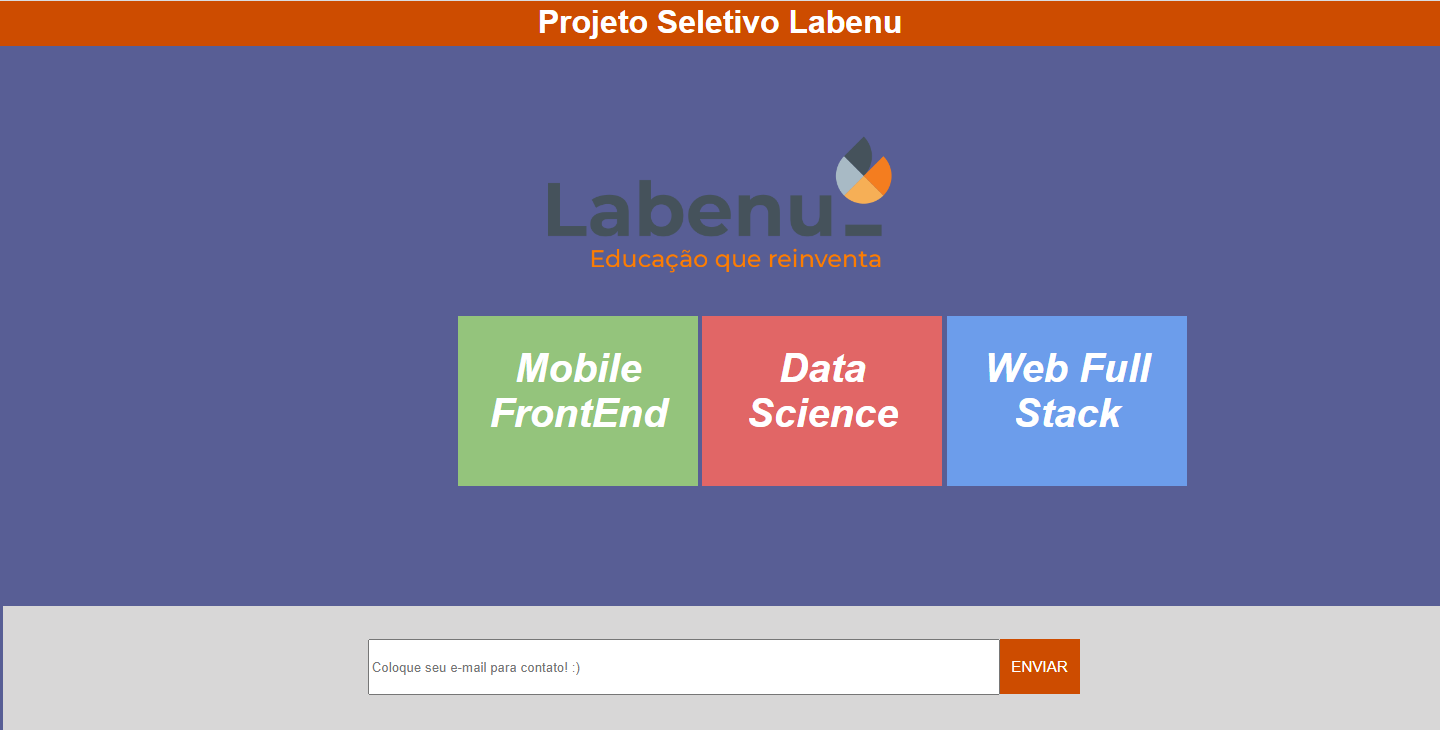 Projeto Seletivo Labenu
Labenu_
Educação que reinventa
Mobile
FrontEnd
Data
Science
Web Full
Stack
Coloque seu e-mail para contato! :)
ENVIAR